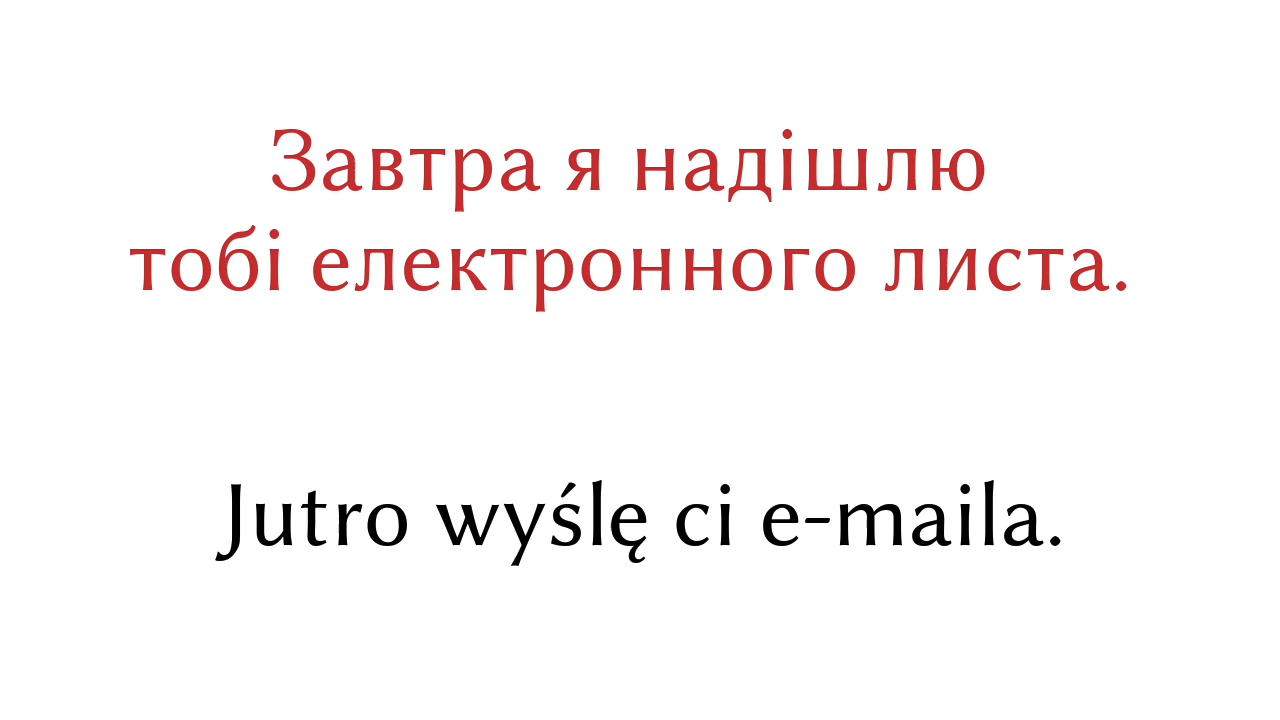 Завтра я надішлю
тобі електронного листа.
Jutro wyślę ci e-maila.